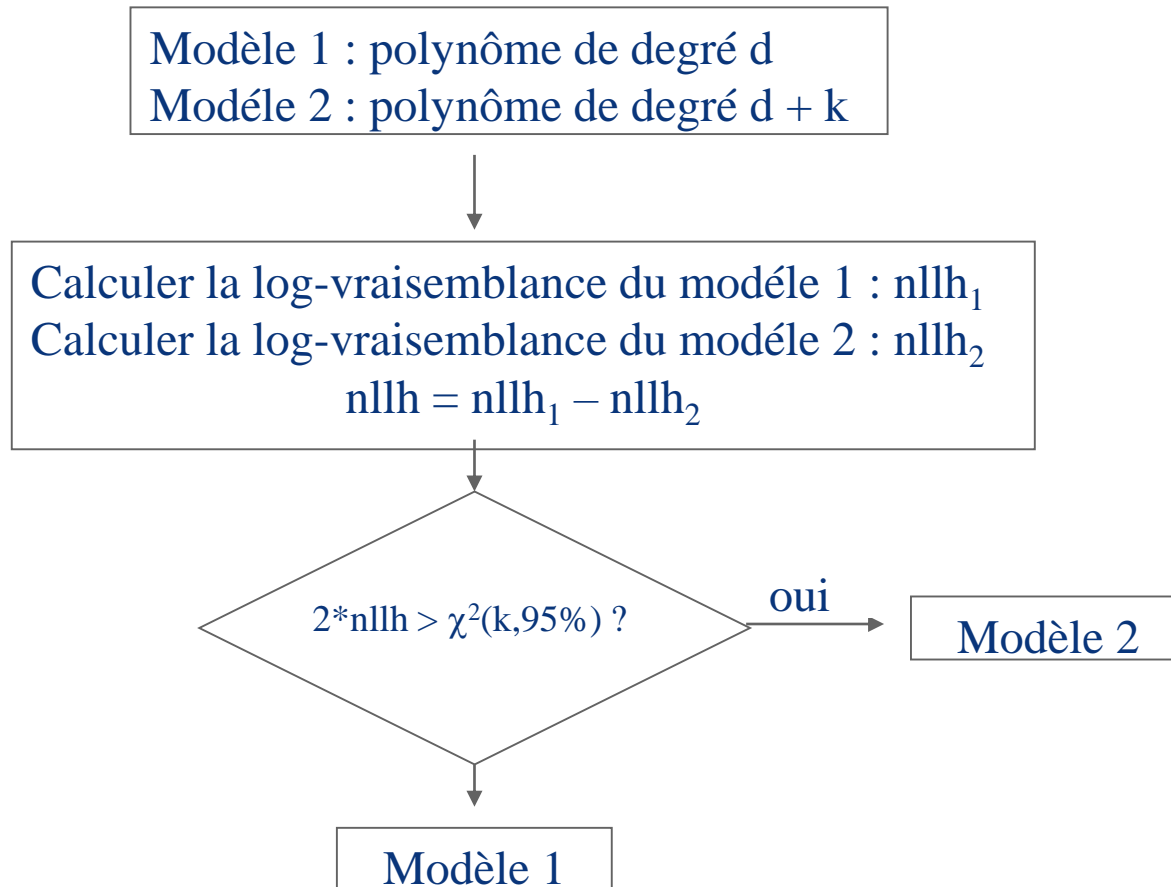 Modèle 1 : polynôme de degré d
Modéle 2 : polynôme de degré d + k
Calculer la log-vraisemblance du modéle 1 : nllh₁
Calculer la log-vraisemblance du modéle 2 : nllh₂
nllh = nllh₁ – nllh₂
2*nllh > χ²(k,95%) ?
oui
Modèle 2
Modèle 1